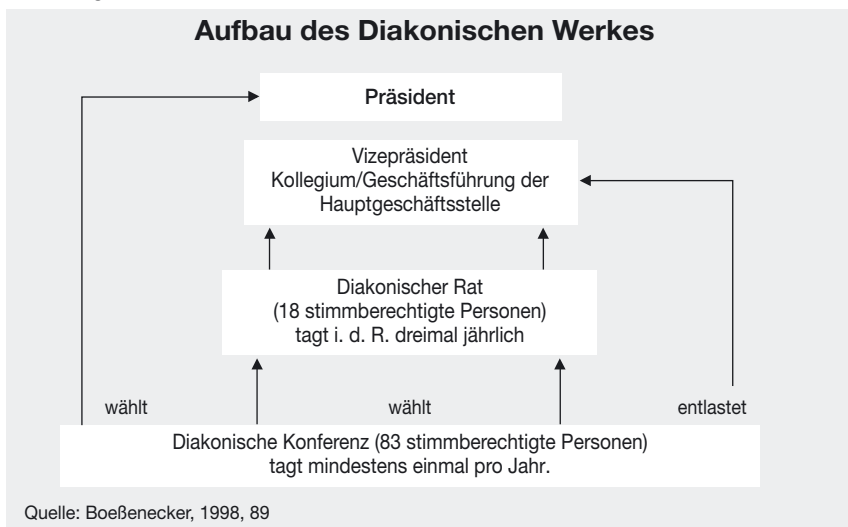 Aufbau des Diakonischen Werkes
Präsident
Vizepräsident
Kollegium/Geschäftsführung der
Hauptgeschäftsstelle
Diakonischer Rat
(18 stimmberechtigte Personen)
tagt i. d. R. dreimal jährlich
wählt
wählt
entlastet
Diakonische Konferenz (83 stimmberechtigte Personen)
tagt mindestens einmal pro Jahr.
Quelle: Boeßenecker, 1998, 89